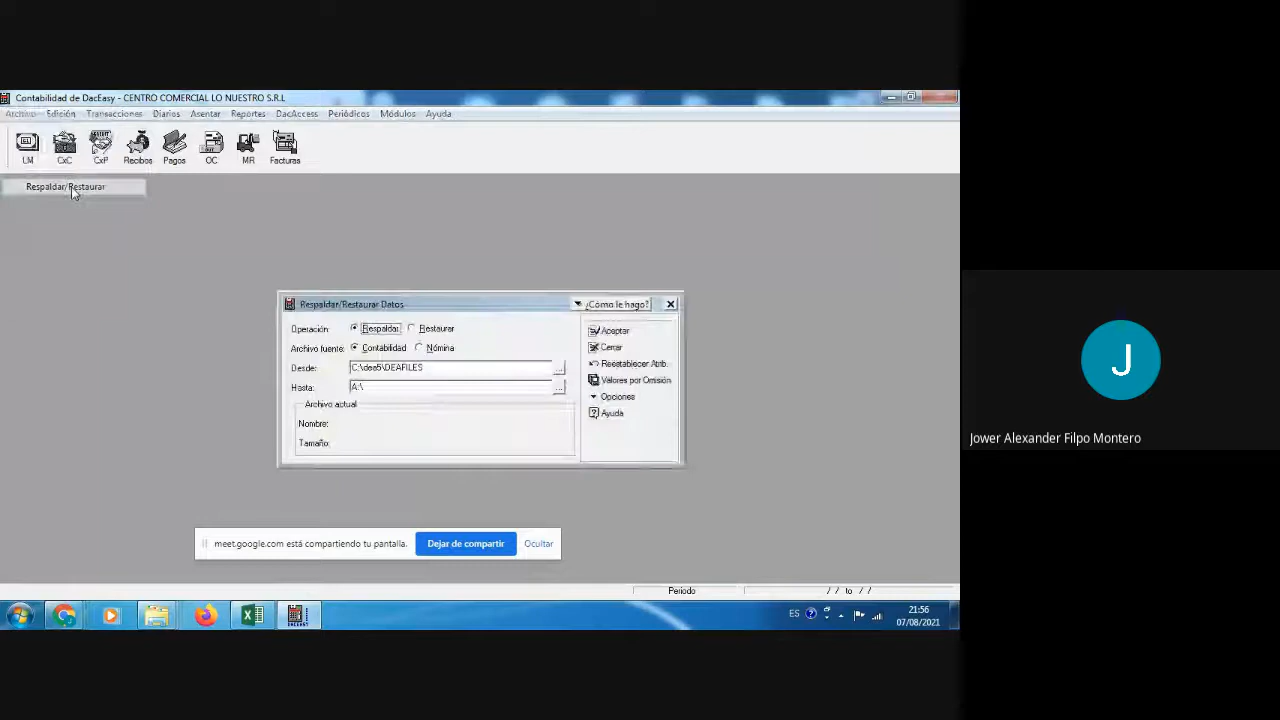 Contabilidad de DacEasy - CENTRO COMERCIAL LO NUESTRO S.R.L
Archivo Edición Transacciones Diarios Asentar Reportes DacAccess Periódicos Módulos Ayuda
LM CxC CxP Recibos Pagos OC MR Facturas
Respaldar/Restaurar
Respaldar/Restaurar Datos ¿Cómo le hago?
Operación: Respaldar Restaurar
Archivo fuente: Contabilidad Nómina
Desde: C:\dea5\DEAFILES ...
Hasta: A:\ ...
Archivo actual
Nombre:
Tamaño:
Aceptar
Cerrar
Reestablecer Atrib.
Valores por Omisión
Opciones
Ayuda
J
Jower Alexander Filpo Montero
meet.google.com está compartiendo tu pantalla. Dejar de compartir Ocultar
Periodo / / to / /
ES 21:56
07/08/2021